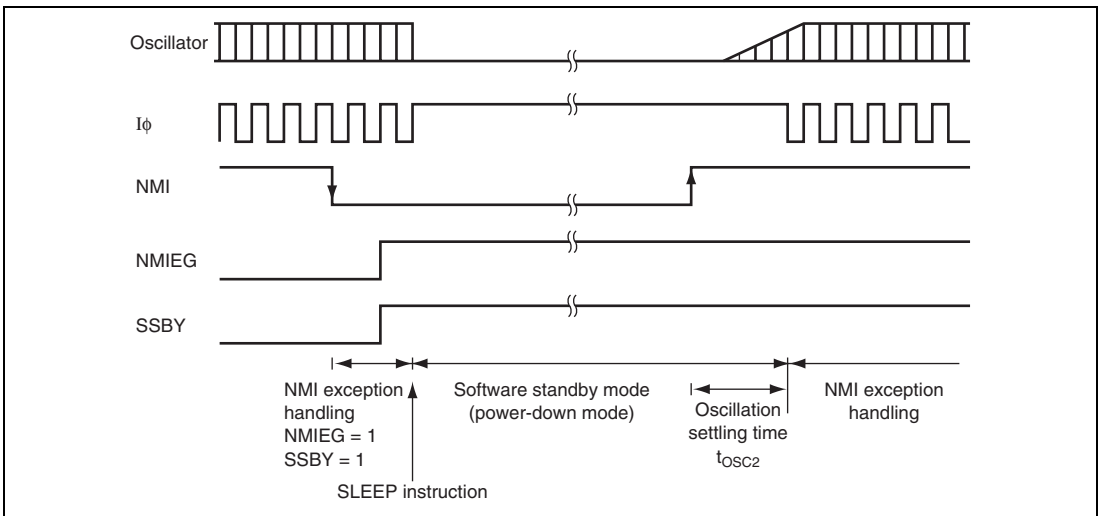 Oscillator
Iϕ
NMI
NMIEG
SSBY
NMI exception
handling
NMIEG = 1
SSBY = 1
Software standby mode
(power-down mode)
Oscillation
settling time
tOSC2
NMI exception
handling
SLEEP instruction